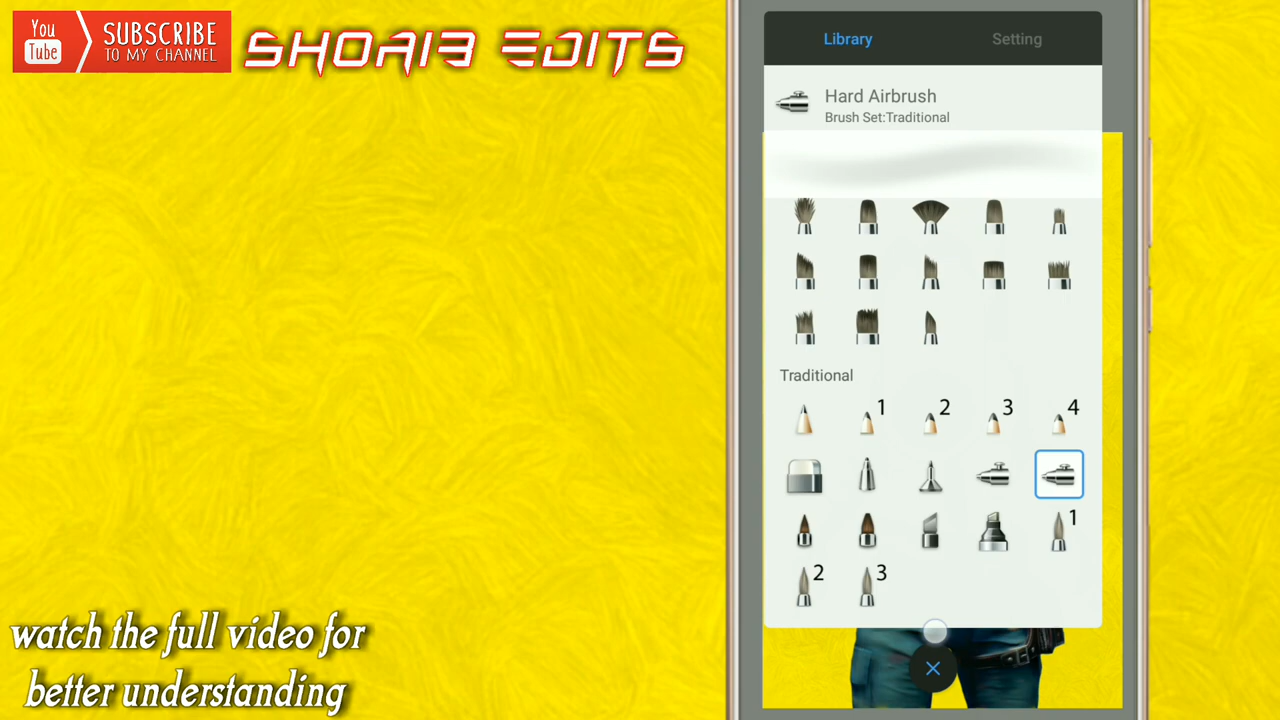 You
Tube
SUBSCRIBE
TO MY CHANNEL
SHOAIB EDITS
Library
Setting
Hard Airbrush
Brush Set:Traditional
Traditional
1
2
3
4
1
2
3
watch the full video for
better understanding